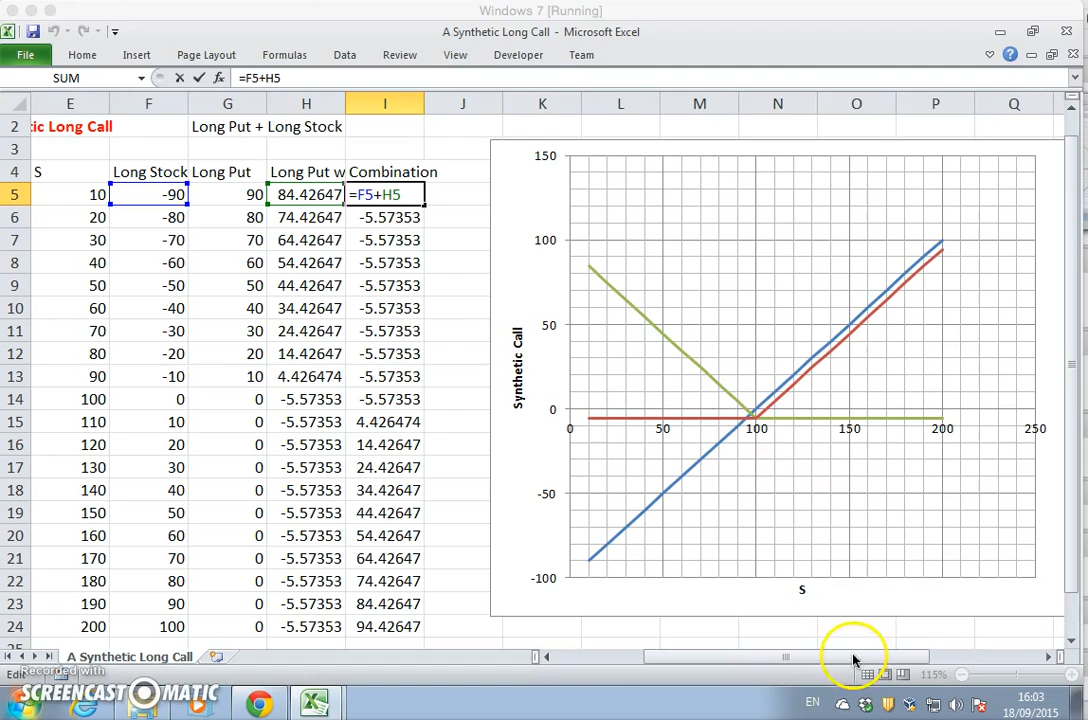 Windows 7 [Running]
A Synthetic Long Call - Microsoft Excel
File Home Insert Page Layout Formulas Data Review View Developer Team
SUM fx =F5+H5
E F G H I J K L M N O P Q
2 tic Long Call Long Put + Long Stock
3
4 S Long Stock Long Put Long Put w Combination
5 10 -90 90 84.42647 =F5+H5
6 20 -80 80 74.42647 -5.57353
7 30 -70 70 64.42647 -5.57353
8 40 -60 60 54.42647 -5.57353
9 50 -50 50 44.42647 -5.57353
10 60 -40 40 34.42647 -5.57353
11 70 -30 30 24.42647 -5.57353
12 80 -20 20 14.42647 -5.57353
13 90 -10 10 4.426474 -5.57353
14 100 0 0 -5.57353 -5.57353
15 110 10 0 -5.57353 4.426474
16 120 20 0 -5.57353 14.42647
17 130 30 0 -5.57353 24.42647
18 140 40 0 -5.57353 34.42647
19 150 50 0 -5.57353 44.42647
20 160 60 0 -5.57353 54.42647
21 170 70 0 -5.57353 64.42647
22 180 80 0 -5.57353 74.42647
23 190 90 0 -5.57353 84.42647
24 200 100 0 -5.57353 94.42647
150
100
50
0
-50
-100
0 50 100 150 200 250
Synthetic Call
S
A Synthetic Long Call
Recorded with
SCREENCAST-O-MATIC
115%
EN
16:03
18/09/2015